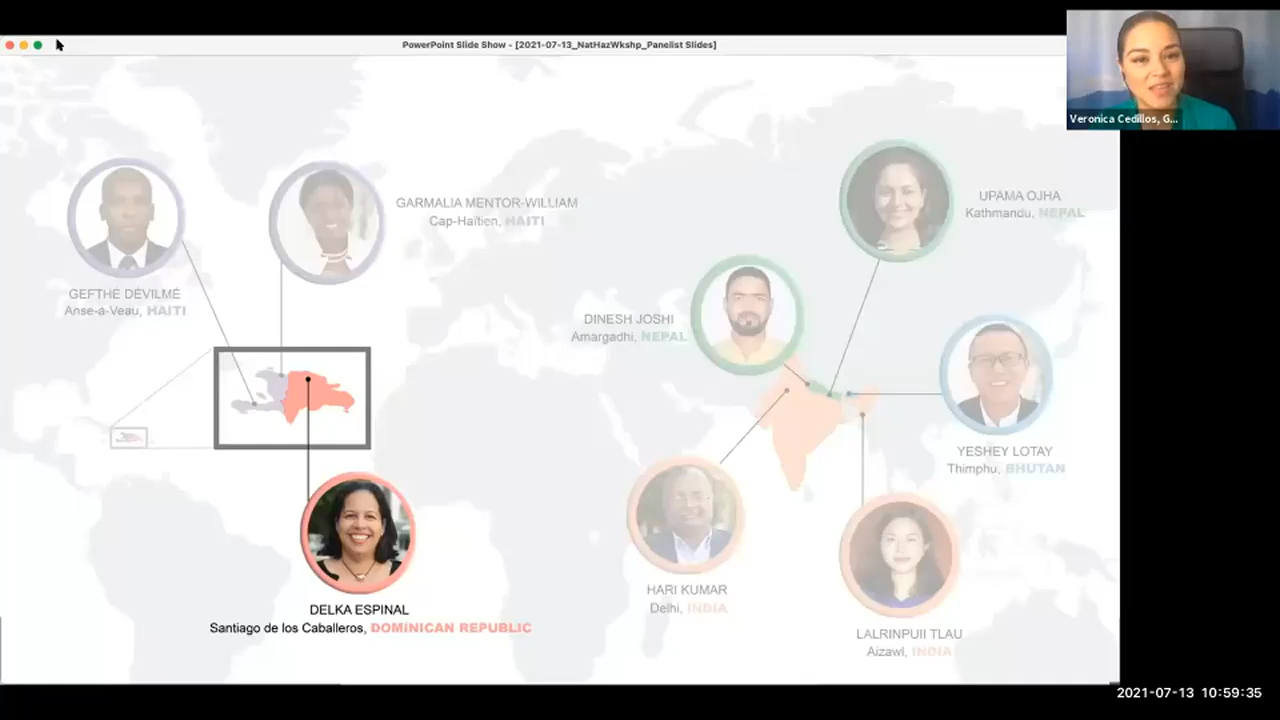 PowerPoint Slide Show - [2021-07-13_NatHazWkshp_Panelist Slides]
Veronica Cedillos, G...
GARMALIA MENTOR-WILLIAM
Cap-Haïtien, HAITI
UPAMA OJHA
Kathmandu, NEPAL
GEFTHÉ DÉVILMÉ
Anse-a-Veau, HAITI
DINESH JOSHI
Amargadhi, NEPAL
YESHEY LOTAY
Thimphu, BHUTAN
HARI KUMAR
Delhi, INDIA
DELKA ESPINAL
Santiago de los Caballeros, DOMINICAN REPUBLIC
LALRINPUII TLAU
Aizawl, INDIA
2021-07-13 10:59:35